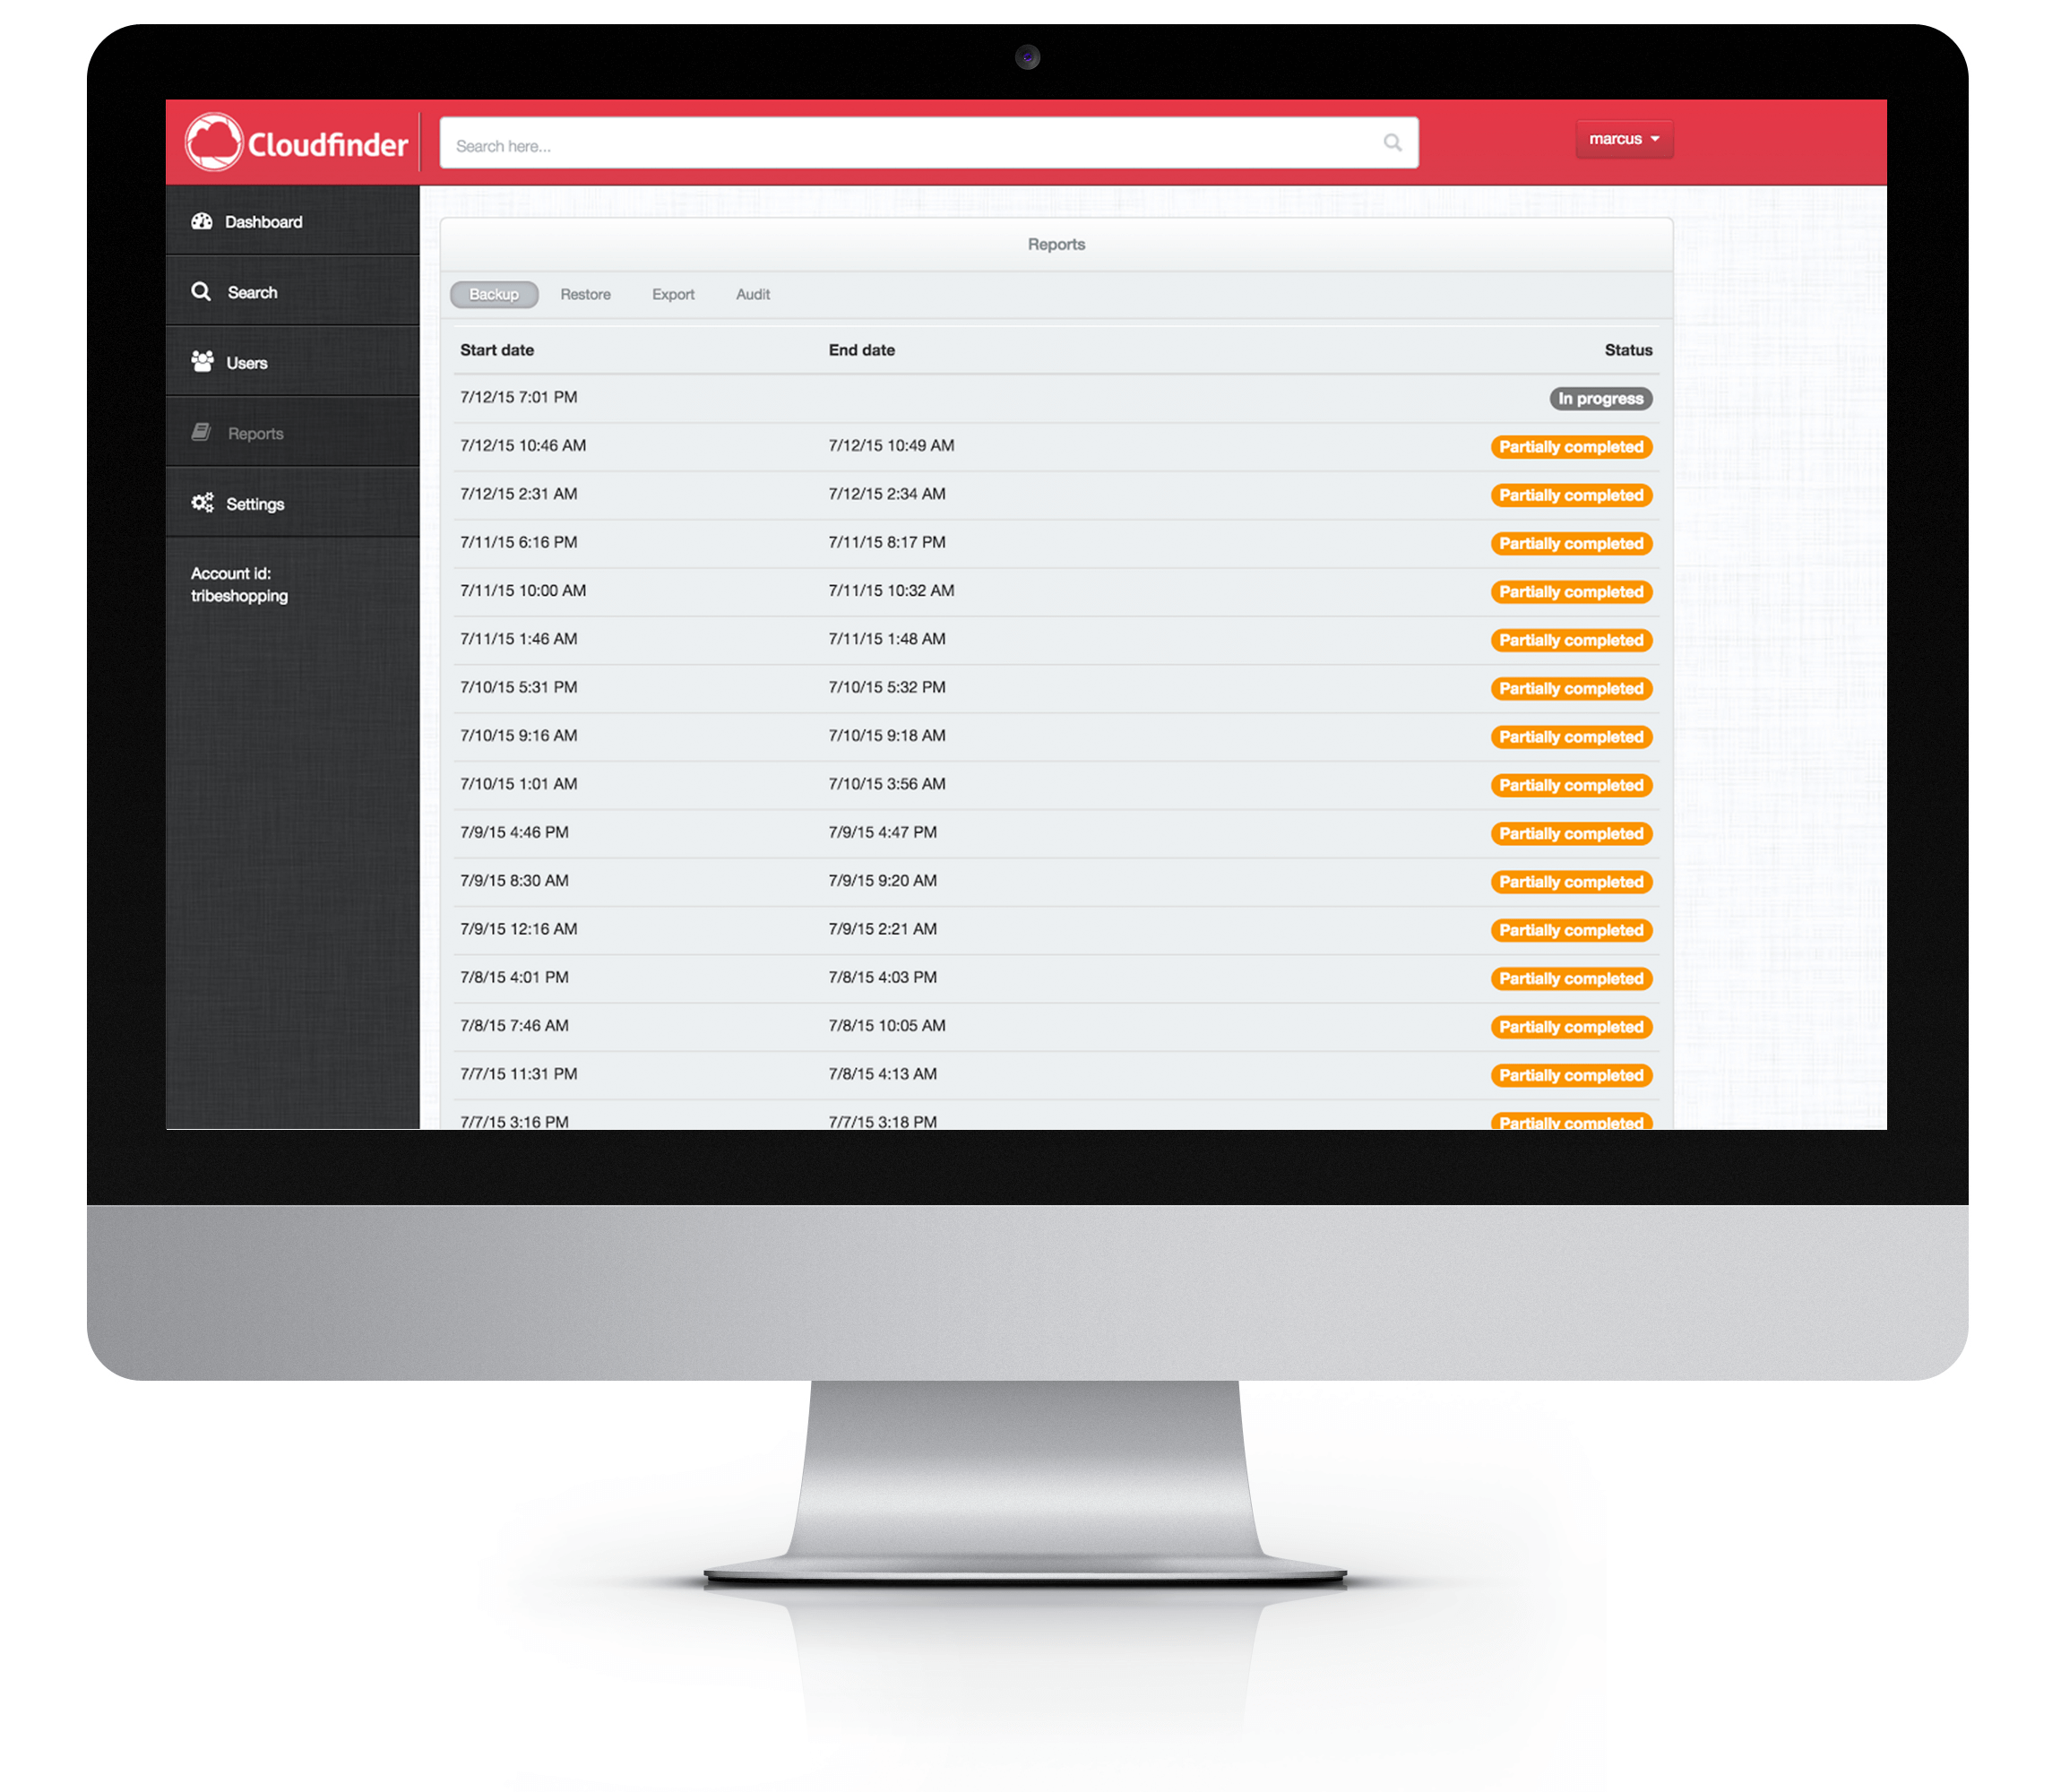 Cloudfinder
Search here...
marcus
Dashboard
Search
Users
Reports
Settings
Account id:
tribeshopping
Reports
Backup Restore Export Audit
Start date End date Status
7/12/15 7:01 PM In progress
7/12/15 10:46 AM 7/12/15 10:49 AM Partially completed
7/12/15 2:31 AM 7/12/15 2:34 AM Partially completed
7/11/15 6:16 PM 7/11/15 8:17 PM Partially completed
7/11/15 10:00 AM 7/11/15 10:32 AM Partially completed
7/11/15 1:46 AM 7/11/15 1:48 AM Partially completed
7/10/15 5:31 PM 7/10/15 5:32 PM Partially completed
7/10/15 9:16 AM 7/10/15 9:18 AM Partially completed
7/10/15 1:01 AM 7/10/15 3:56 AM Partially completed
7/9/15 4:46 PM 7/9/15 4:47 PM Partially completed
7/9/15 8:30 AM 7/9/15 9:20 AM Partially completed
7/9/15 12:16 AM 7/9/15 2:21 AM Partially completed
7/8/15 4:01 PM 7/8/15 4:03 PM Partially completed
7/8/15 7:46 AM 7/8/15 10:05 AM Partially completed
7/7/15 11:31 PM 7/8/15 4:13 AM Partially completed
7/7/15 3:16 PM 7/7/15 3:18 PM Partially completed